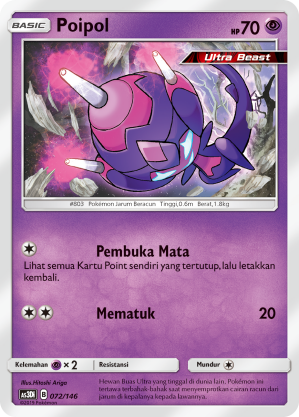 BASIC Poipol HP 70
Ultra Beast
#803 Pokémon Jarum Beracun Tinggi,0.6m Berat,1.8kg
Pembuka Mata
Lihat semua Kartu Point sendiri yang tertutup,lalu letakkan
kembali.
Mematuk 20
Kelemahan ×2 Resistansi Mundur
Illus.Hitoshi Ariga
AS3D B 072/146
Hewan Buas Ultra yang tinggal di dunia lain. Pokémon ini
tertawa terbahak-bahak saat menyemprotkan cairan racun dari
jarum di kepalanya kepada lawannya.